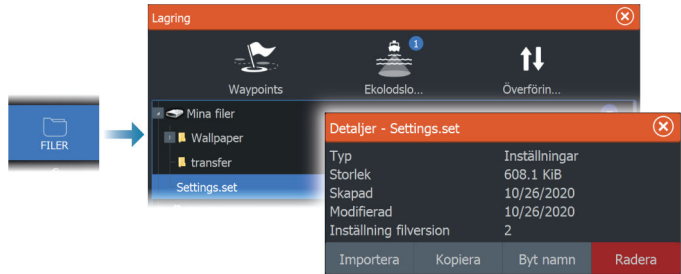 FILER
Lagring
Waypoints
Ekolodslo...
1
Överförin...
Mina filer
Wallpaper
transfer
Settings.set
Detaljer - Settings.set
Typ Inställningar
Storlek 608.1 KiB
Skapad 10/26/2020
Modifierad 10/26/2020
Inställning filversion 2
Importera Kopiera Byt namn Radera